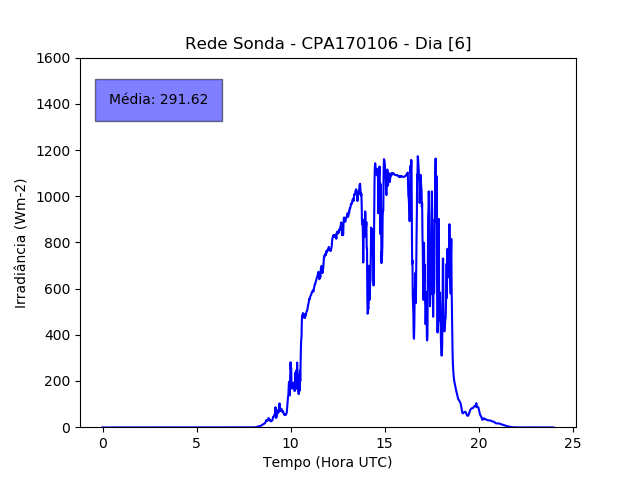 Rede Sonda - CPA170106 - Dia [6]
1600
1400
1200
1000
800
600
400
200
0
Irradiância (Wm-2)
Média: 291.62
0 5 10 15 20 25
Tempo (Hora UTC)